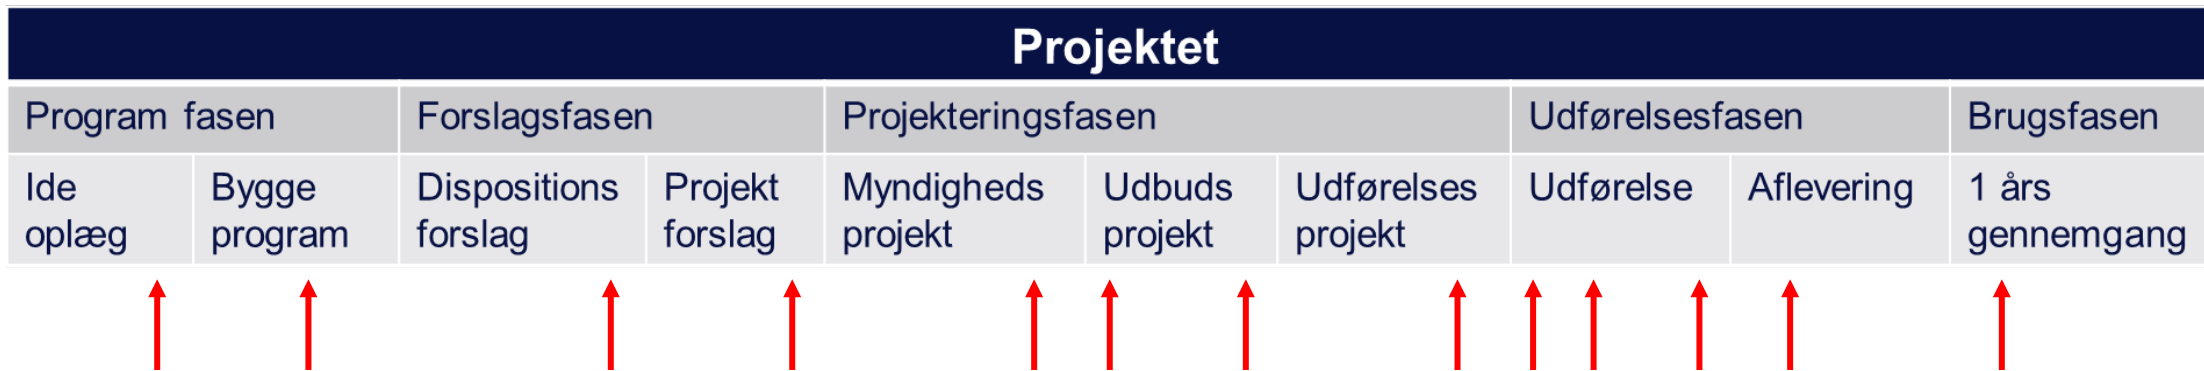 Projektet
Program fasen
Forslagsfasen
Projekteringsfasen
Udførelsesfasen
Brugsfasen
Ide
oplæg
Bygge
program
Dispositions
forslag
Projekt
forslag
Myndigheds
projekt
Udbuds
projekt
Udførelses
projekt
Udførelse
Aflevering
1 års
gennemgang